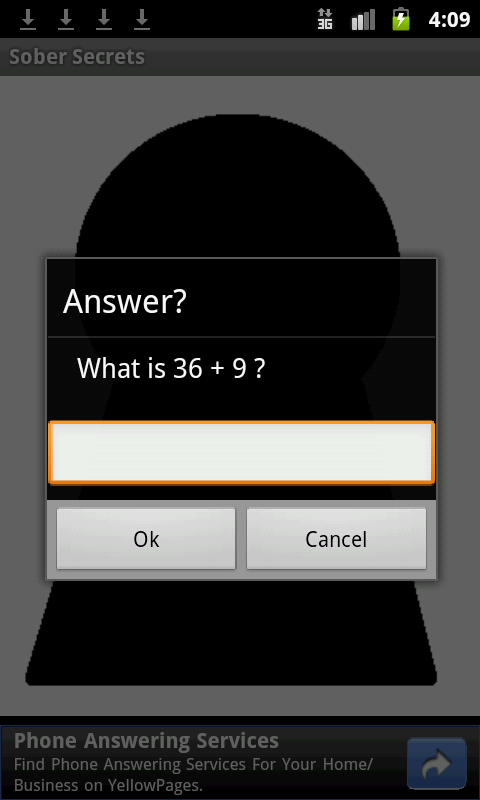 3G 4:09
Sober Secrets
Answer?
What is 36 + 9 ?
Ok Cancel
Phone Answering Services
Find Phone Answering Services For Your Home/
Business on YellowPages.